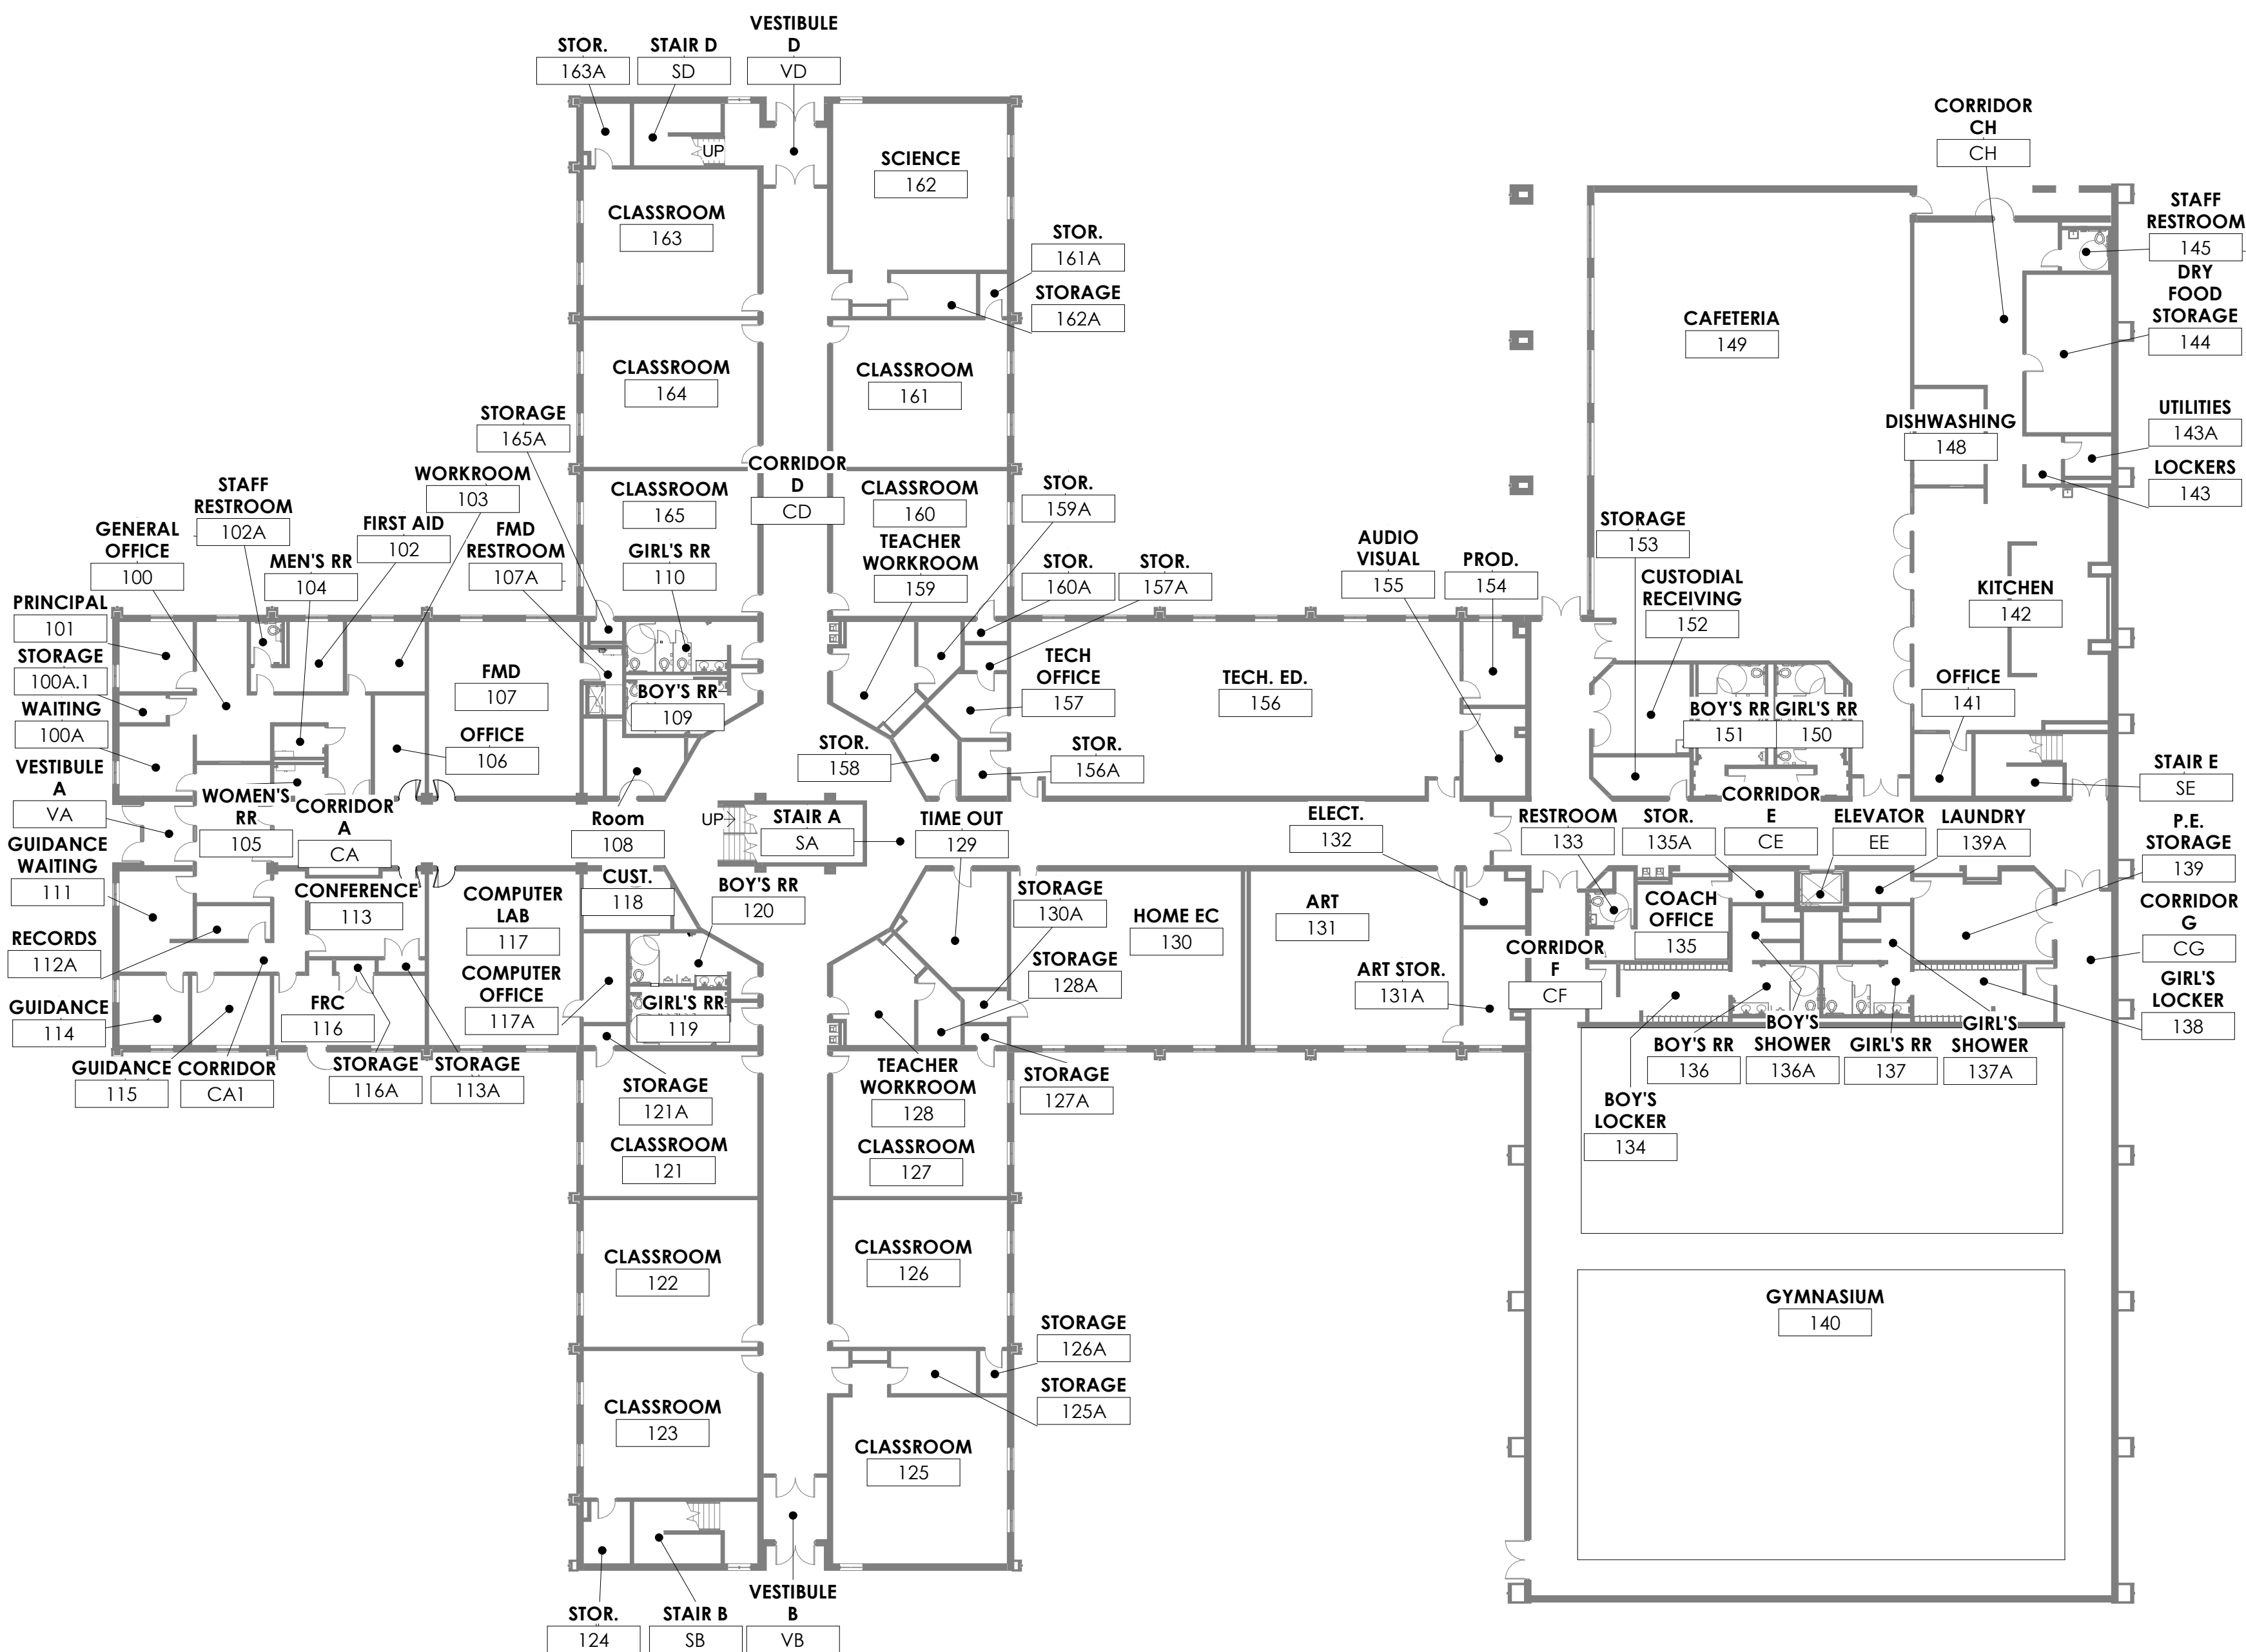 VESTIBULE
D
VD
STOR.
163A
STAIR D
SD
UP
CORRIDOR
CH
CH
SCIENCE
162
CLASSROOM
163
STAFF
RESTROOM
145
STOR.
161A
DRY
FOOD
STORAGE
144
STORAGE
162A
CAFETERIA
149
CLASSROOM
164
CLASSROOM
161
STORAGE
165A
UTILITIES
143A
DISHWASHING
148
WORKROOM
103
CORRIDOR
D
CD
LOCKERS
143
STAFF
RESTROOM
102A
CLASSROOM
165
CLASSROOM
160
STOR.
159A
GENERAL
OFFICE
100
FIRST AID
102
FMD
RESTROOM
107A
STORAGE
153
MEN'S RR
104
GIRL'S RR
110
TEACHER
WORKROOM
159
STOR.
160A
STOR.
157A
AUDIO
VISUAL
155
PROD.
154
CUSTODIAL
RECEIVING
152
KITCHEN
142
PRINCIPAL
101
STORAGE
100A.1
FMD
107
TECH
OFFICE
157
TECH. ED.
156
OFFICE
141
WAITING
100A
BOY'S RR
109
BOY'S RR
151
GIRL'S RR
150
OFFICE
106
STOR.
158
STOR.
156A
STAIR E
SE
VESTIBULE
A
VA
WOMEN'S
RR
105
CORRIDOR
A
CA
Room
108
UP
STAIR A
SA
TIME OUT
129
ELECT.
132
RESTROOM
133
STOR.
135A
CORRIDOR
E
CE
ELEVATOR
EE
LAUNDRY
139A
P.E.
STORAGE
139
GUIDANCE
WAITING
111
CONFERENCE
113
COMPUTER
LAB
117
CUST.
118
BOY'S RR
120
STORAGE
130A
HOME EC
130
ART
131
COACH
OFFICE
135
CORRIDOR
G
CG
RECORDS
112A
COMPUTER
OFFICE
117A
STORAGE
128A
ART STOR.
131A
CORRIDOR
F
CF
GUIDANCE
114
FRC
116
GIRL'S RR
119
GIRL'S
LOCKER
138
GUIDANCE
115
CORRIDOR
CA1
STORAGE
116A
STORAGE
113A
STORAGE
121A
TEACHER
WORKROOM
128
STORAGE
127A
BOY'S RR
136
BOY'S
SHOWER
136A
GIRL'S RR
137
GIRL'S
SHOWER
137A
BOY'S
LOCKER
134
CLASSROOM
121
CLASSROOM
127
CLASSROOM
122
CLASSROOM
126
GYMNASIUM
140
STORAGE
126A
STORAGE
125A
CLASSROOM
123
CLASSROOM
125
VESTIBULE
B
VB
STOR.
124
STAIR B
SB